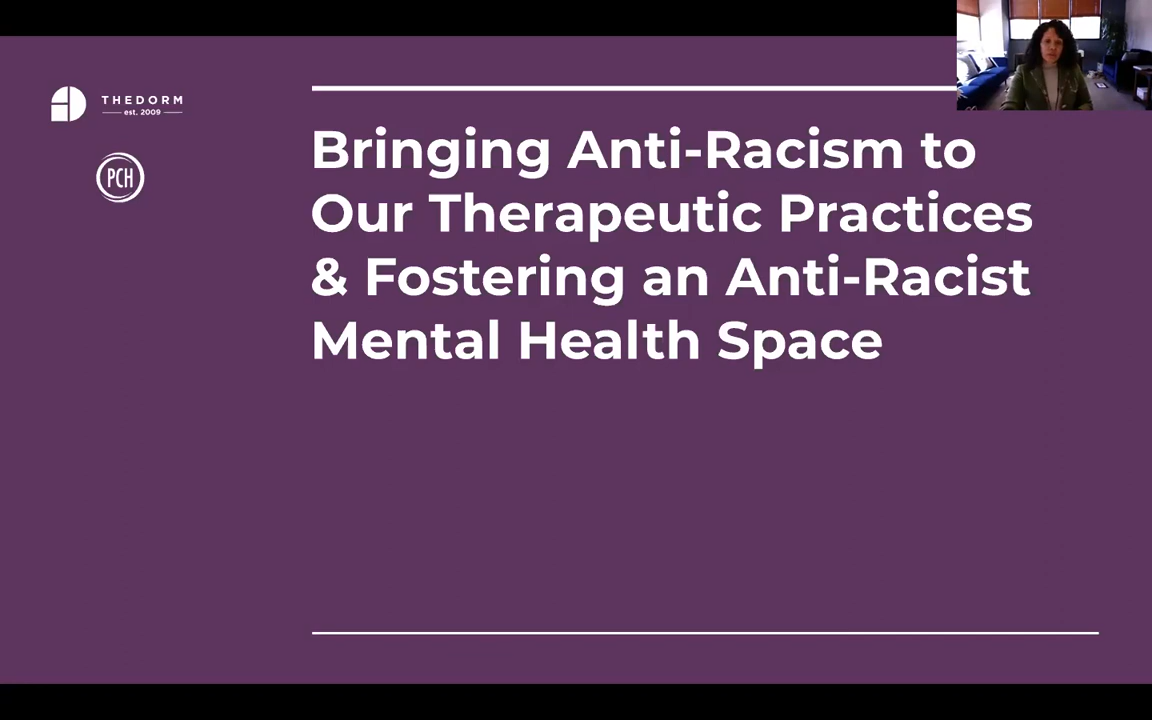 THEDORM
est. 2009
PCH
Bringing Anti-Racism to
Our Therapeutic Practices
& Fostering an Anti-Racist
Mental Health Space